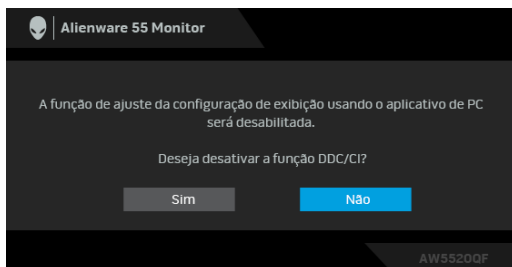 Alienware 55 Monitor
A função de ajuste da configuração de exibição usando o aplicativo de PC
será desabilitada.
Deseja desativar a função DDC/CI?
Sim
Não
AW5520QF